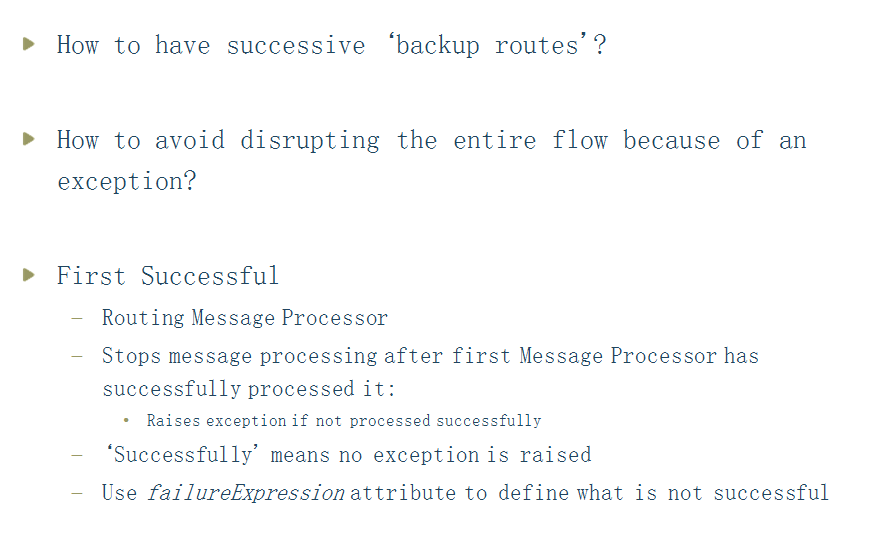 How to have successive ‘backup routes’?
How to avoid disrupting the entire flow because of an
exception?
First Successful
– Routing Message Processor
– Stops message processing after first Message Processor has
successfully processed it:
• Raises exception if not processed successfully
– ‘Successfully’ means no exception is raised
– Use failureExpression attribute to define what is not successful